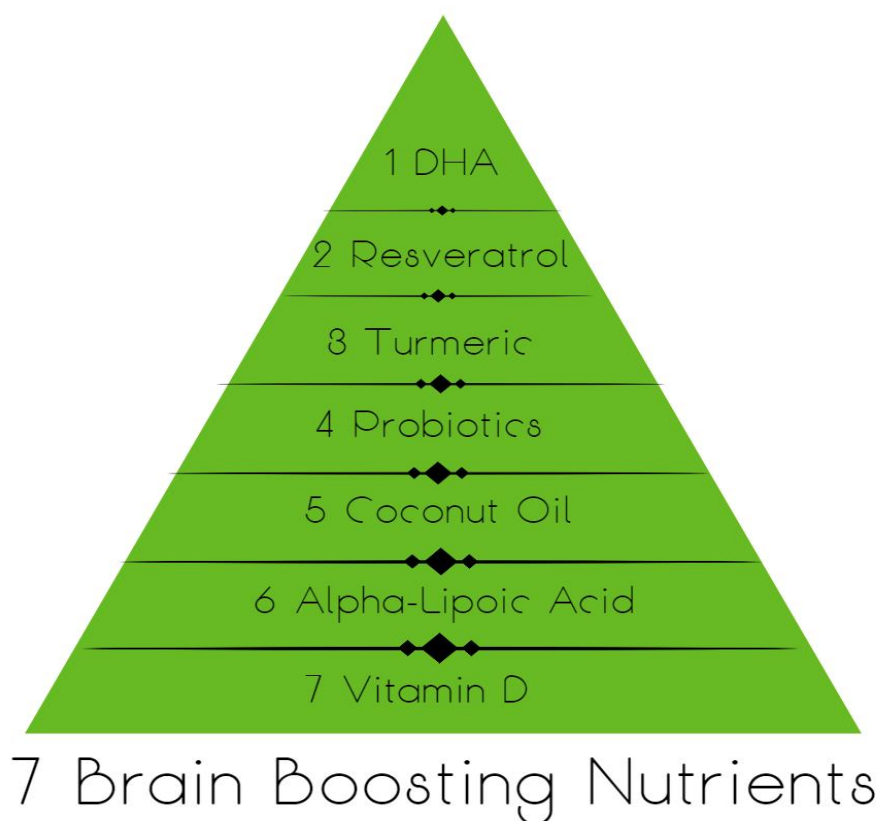 1 DHA
2 Resveratrol
3 Turmeric
4 Probiotics
5 Coconut Oil
6 Alpha-Lipoic Acid
7 Vitamin D
7 Brain Boosting Nutrients